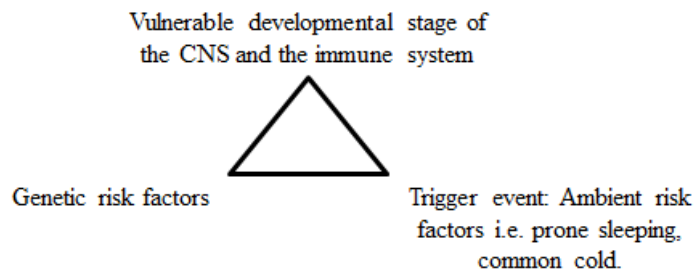 Vulnerable developmental stage of
the CNS and the immune system
Genetic risk factors
Trigger event: Ambient risk
factors i.e. prone sleeping,
common cold.